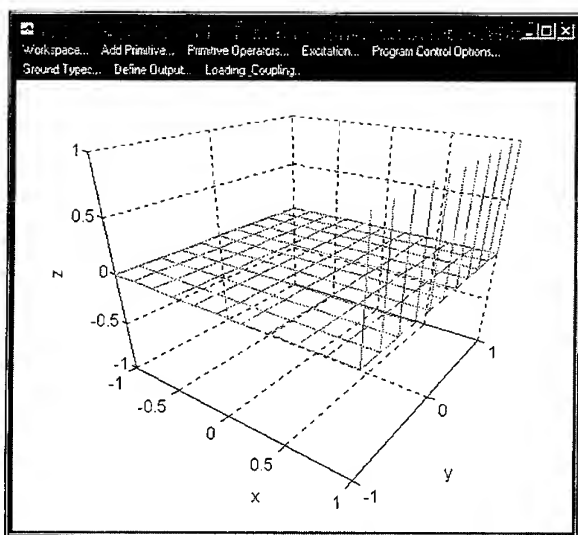 Workspace... Add Primitive... Primitive Operators... Excitation... Program Control Options...
Ground Types... Define Output... Loading_Coupling...
1
0.5
0
-0.5
-1
z
-1
-0.5
0
0.5
1
x
-1
0
1
y